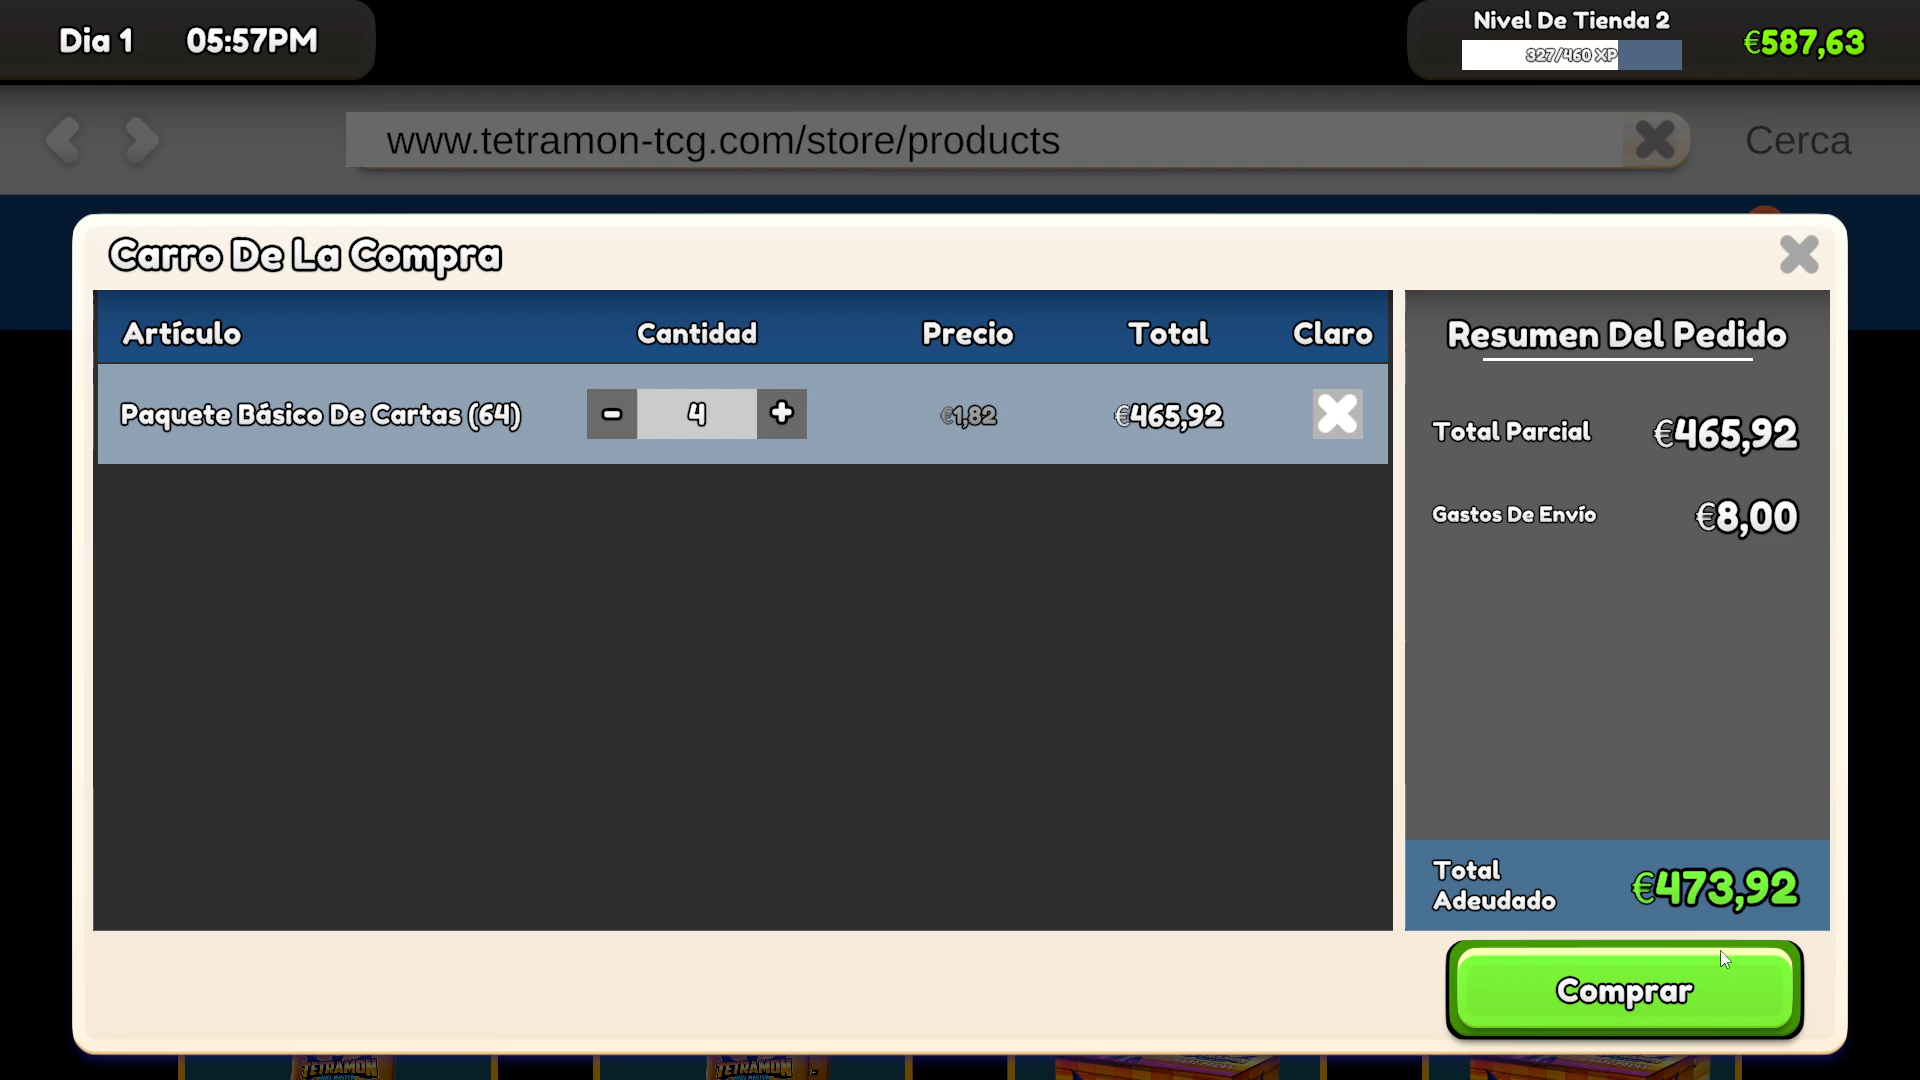 Dia 1 05:57PM
Nivel De Tienda 2
327/460 XP
€587,63
www.tetramon-tcg.com/store/products
Cerca
Carro De La Compra
Artículo Cantidad Precio Total Claro
Paquete Básico De Cartas (64) - 4 + €1,82 €465,92
Resumen Del Pedido
Total Parcial €465,92
Gastos De Envío €8,00
Total
Adeudado €473,92
Comprar
TETRAMON TETRAMON